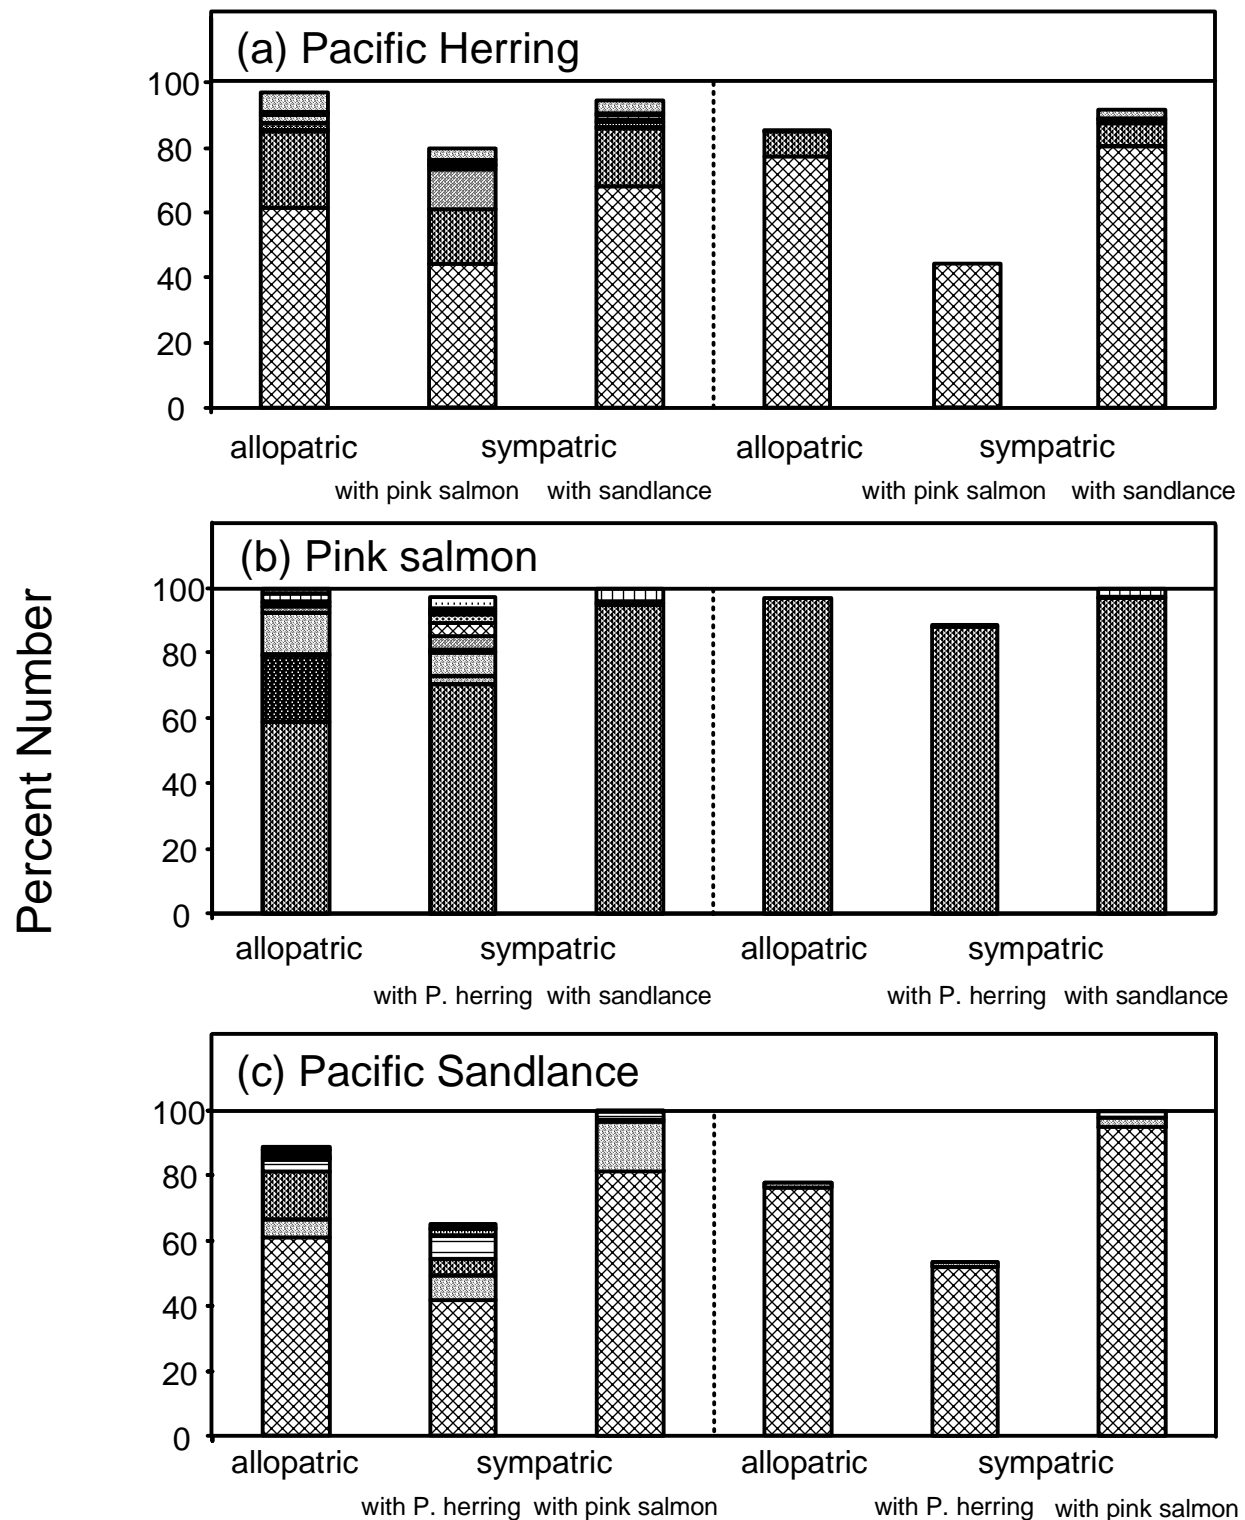 (a) Pacific Herring
100
80
60
40
20
0
allopatric sympatric allopatric sympatric
with pink salmon with sandlance with pink salmon with sandlance
Percent Number
(b) Pink salmon
100
80
60
40
20
0
allopatric sympatric allopatric sympatric
with P. herring with sandlance with P. herring with sandlance
(c) Pacific Sandlance
100
80
60
40
20
0
allopatric sympatric allopatric sympatric
with P. herring with pink salmon with P. herring with pink salmon